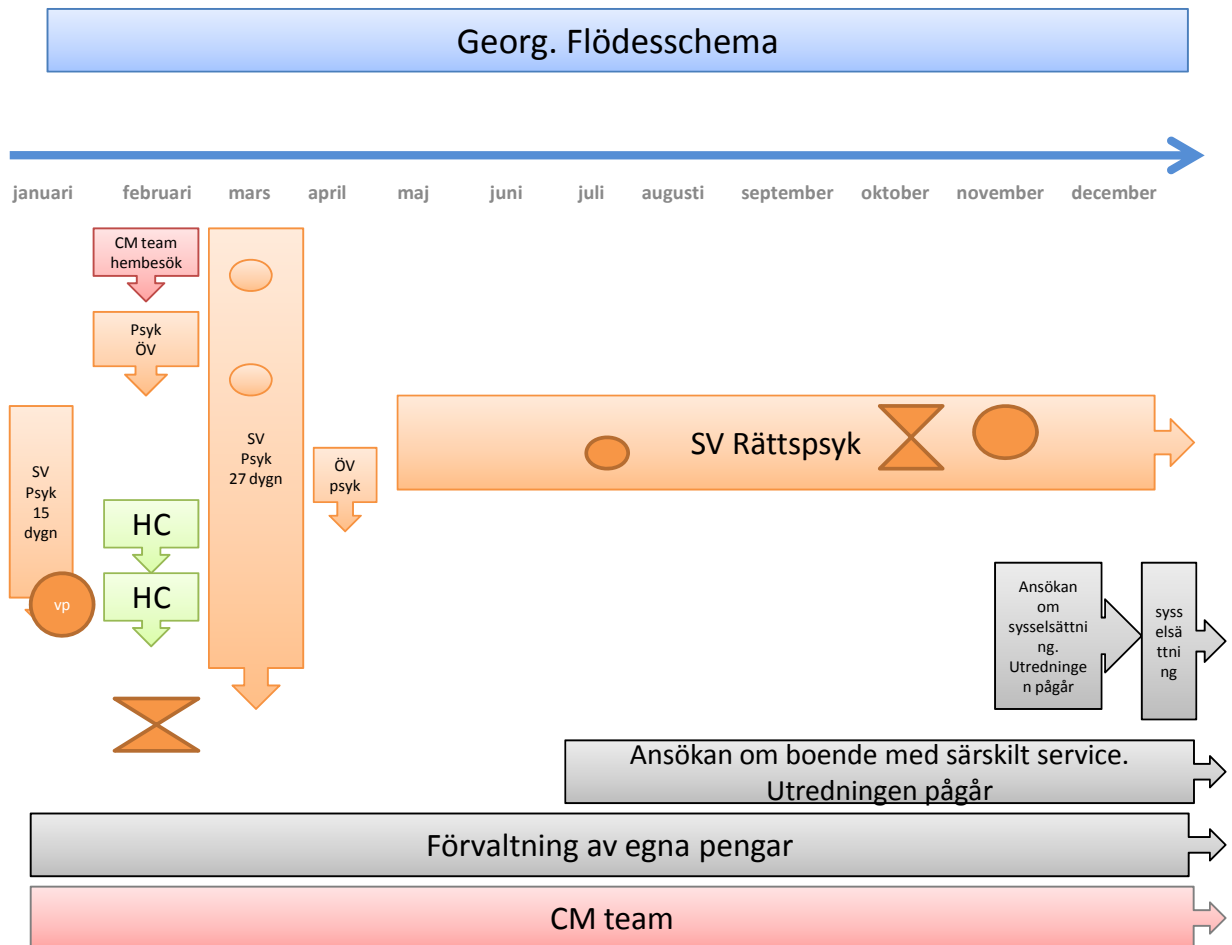 Georg. Flödesschema
januari februari mars april maj juni juli augusti september oktober november december
CM team
hembesök
Psyk
ÖV
SV
Psyk
15
dygn
vp
HC
HC
SV
Psyk
27 dygn
ÖV
psyk
SV Rättspsyk
Ansökan
om
sysselsättni
ng.
Utredninge
n pågår
syss
elsä
ttni
ng
Ansökan om boende med särskilt service.
Utredningen pågår
Förvaltning av egna pengar
CM team